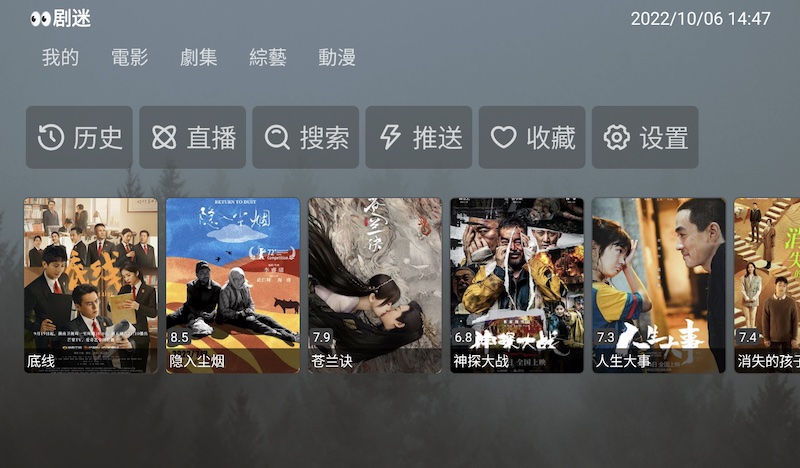 👀剧迷
2022/10/06 14:47
我的 電影 劇集 綜藝 動漫
历史 直播 搜索 推送 收藏 设置
底线
RETURN TO DUST
隐入尘烟
8.5
隐入尘烟
苍兰诀
7.9
苍兰诀
神探大战
6.8
神探大战
人生大事
7.3
人生大事
7.4
消失的孩子